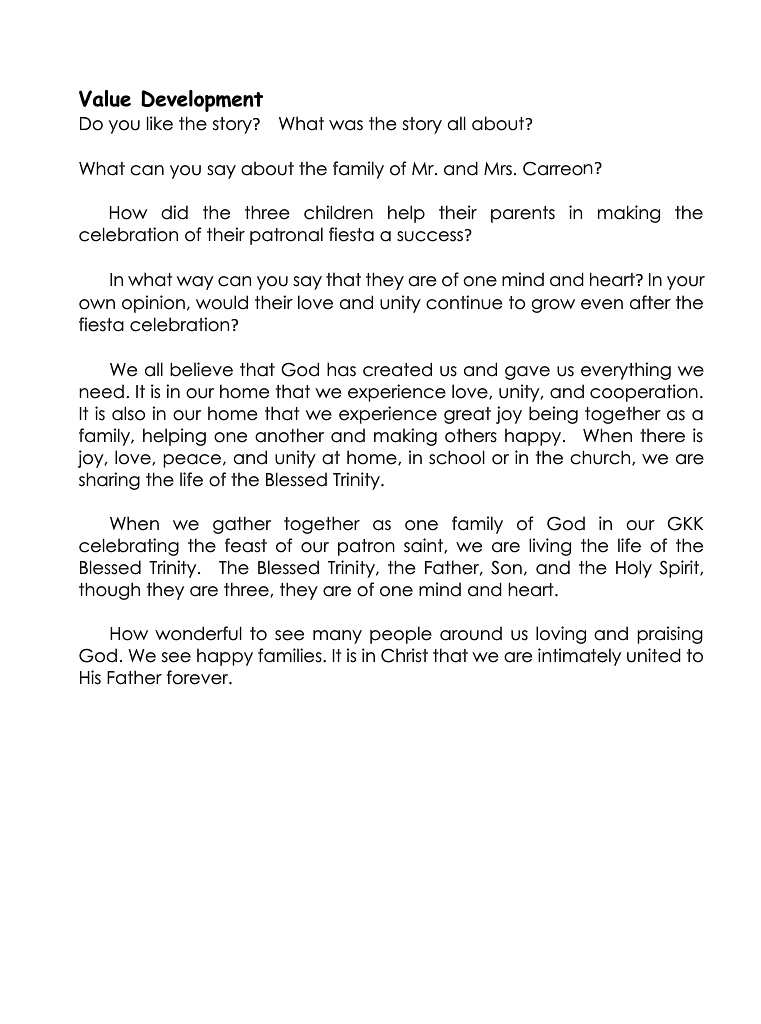 Value Development
Do you like the story?   What was the story all about?
What can you say about the family of Mr. and Mrs. Carreon?
How did the three children help their parents in making the
celebration of their patronal fiesta a success?
In what way can you say that they are of one mind and heart? In your
own opinion, would their love and unity continue to grow even after the
fiesta celebration?
We all believe that God has created us and gave us everything we
need. It is in our home that we experience love, unity, and cooperation.
It is also in our home that we experience great joy being together as a
family, helping one another and making others happy.   When there is
joy, love, peace, and unity at home, in school or in the church, we are
sharing the life of the Blessed Trinity.
When we gather together as one family of God in our GKK
celebrating the feast of our patron saint, we are living the life of the
Blessed Trinity.   The Blessed Trinity, the Father, Son, and the Holy Spirit,
though they are three, they are of one mind and heart.
How wonderful to see many people around us loving and praising
God. We see happy families. It is in Christ that we are intimately united to
His Father forever.